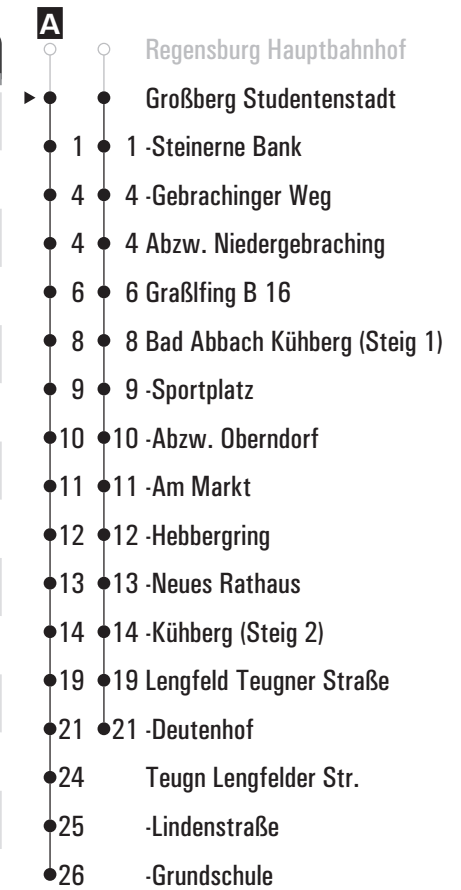 A
Regensburg Hauptbahnhof
Großberg Studentenstadt
1 1 -Steinerne Bank
4 4 -Gebrachinger Weg
4 4 Abzw. Niedergebraching
6 6 Graßlfing B 16
8 8 Bad Abbach Kühberg (Steig 1)
9 9 -Sportplatz
10 10 -Abzw. Oberndorf
11 11 -Am Markt
12 12 -Hebbergring
13 13 -Neues Rathaus
14 14 -Kühberg (Steig 2)
19 19 Lengfeld Teugner Straße
21 21 -Deutenhof
24 Teugn Lengfelder Str.
25 -Lindenstraße
26 -Grundschule